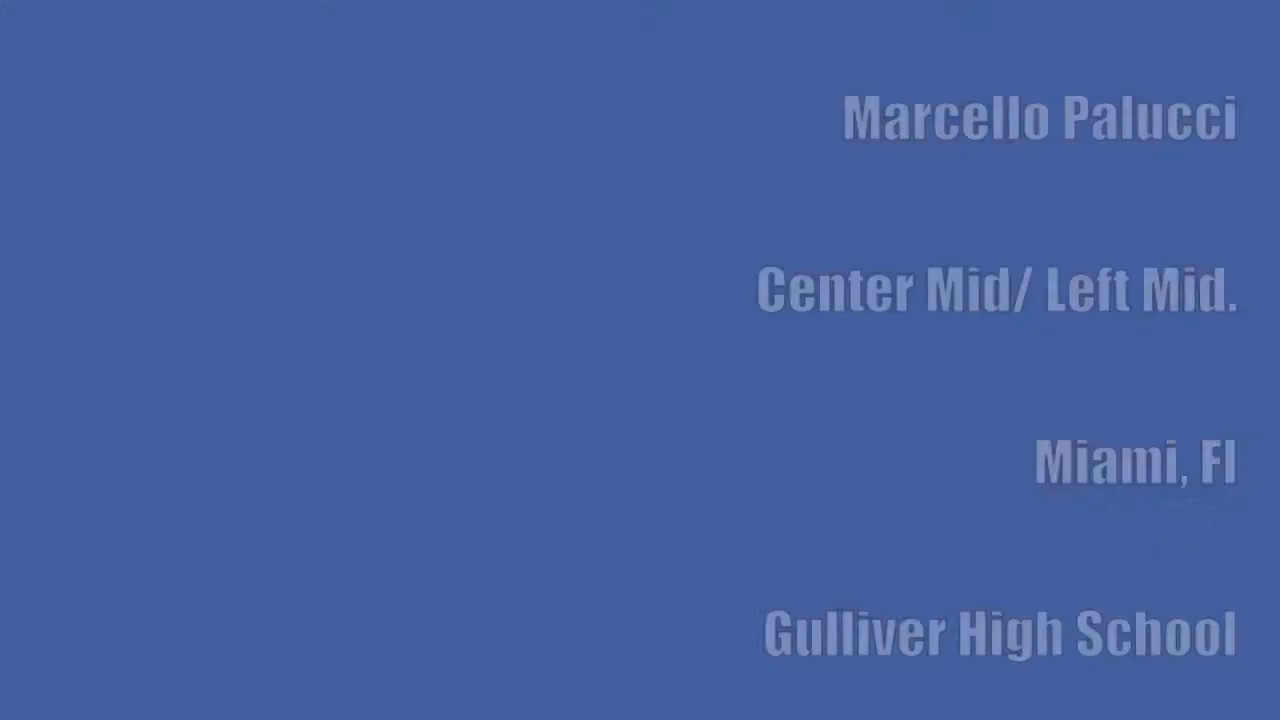 Marcello Palucci
Center Mid/ Left Mid.
Miami, Fl
Gulliver High School